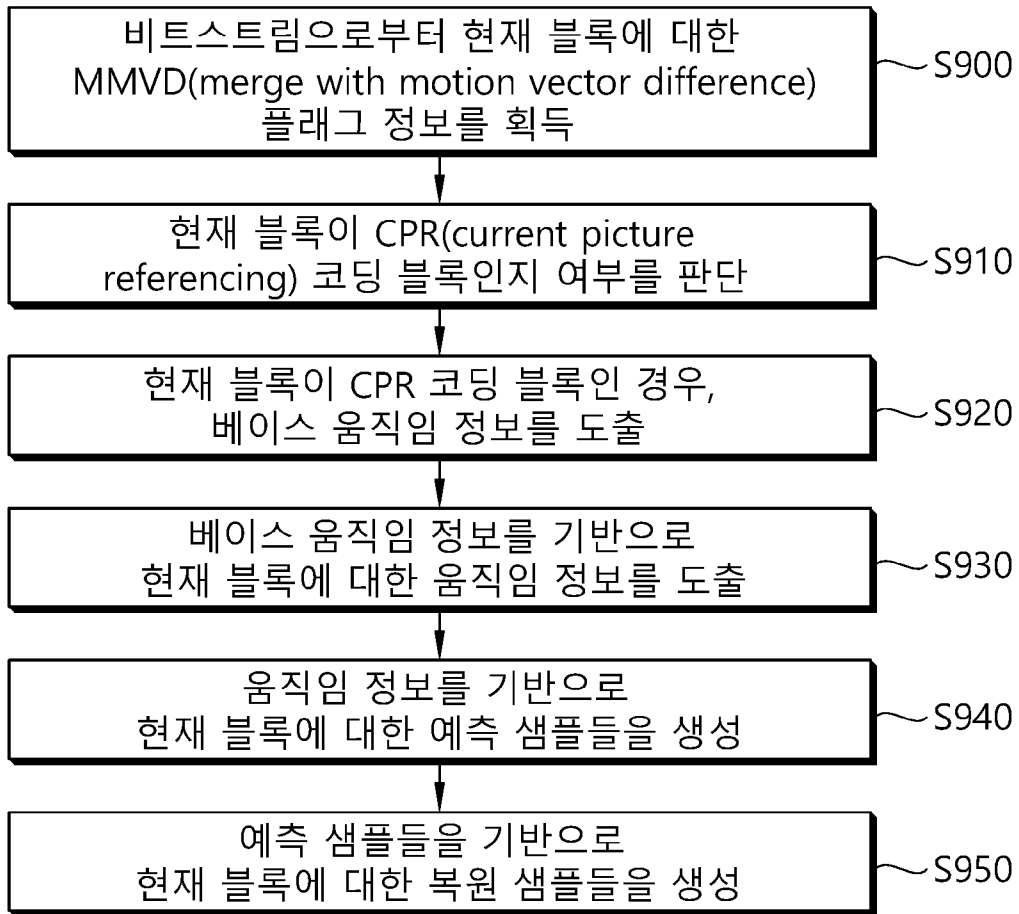 비트스트림으로부터 현재 블록에 대한
MMVD(merge with motion vector difference)
플래그 정보를 획득
S900
현재 블록이 CPR(current picture
referencing) 코딩 블록인지 여부를 판단
S910
현재 블록이 CPR 코딩 블록인 경우,
베이스 움직임 정보를 도출
S920
베이스 움직임 정보를 기반으로
현재 블록에 대한 움직임 정보를 도출
S930
움직임 정보를 기반으로
현재 블록에 대한 예측 샘플들을 생성
S940
예측 샘플들을 기반으로
현재 블록에 대한 복원 샘플들을 생성
S950